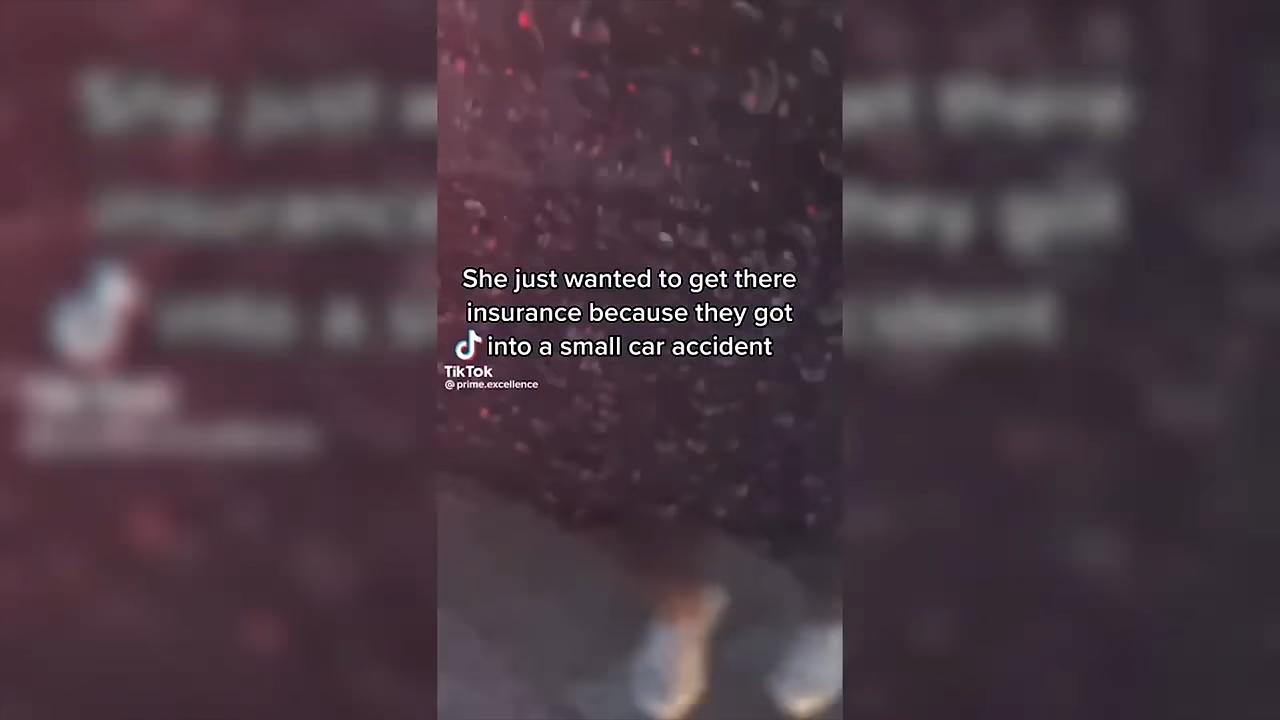 She just wanted to get there
insurance because they got
into a small car accident
TikTok
@prime.excellence